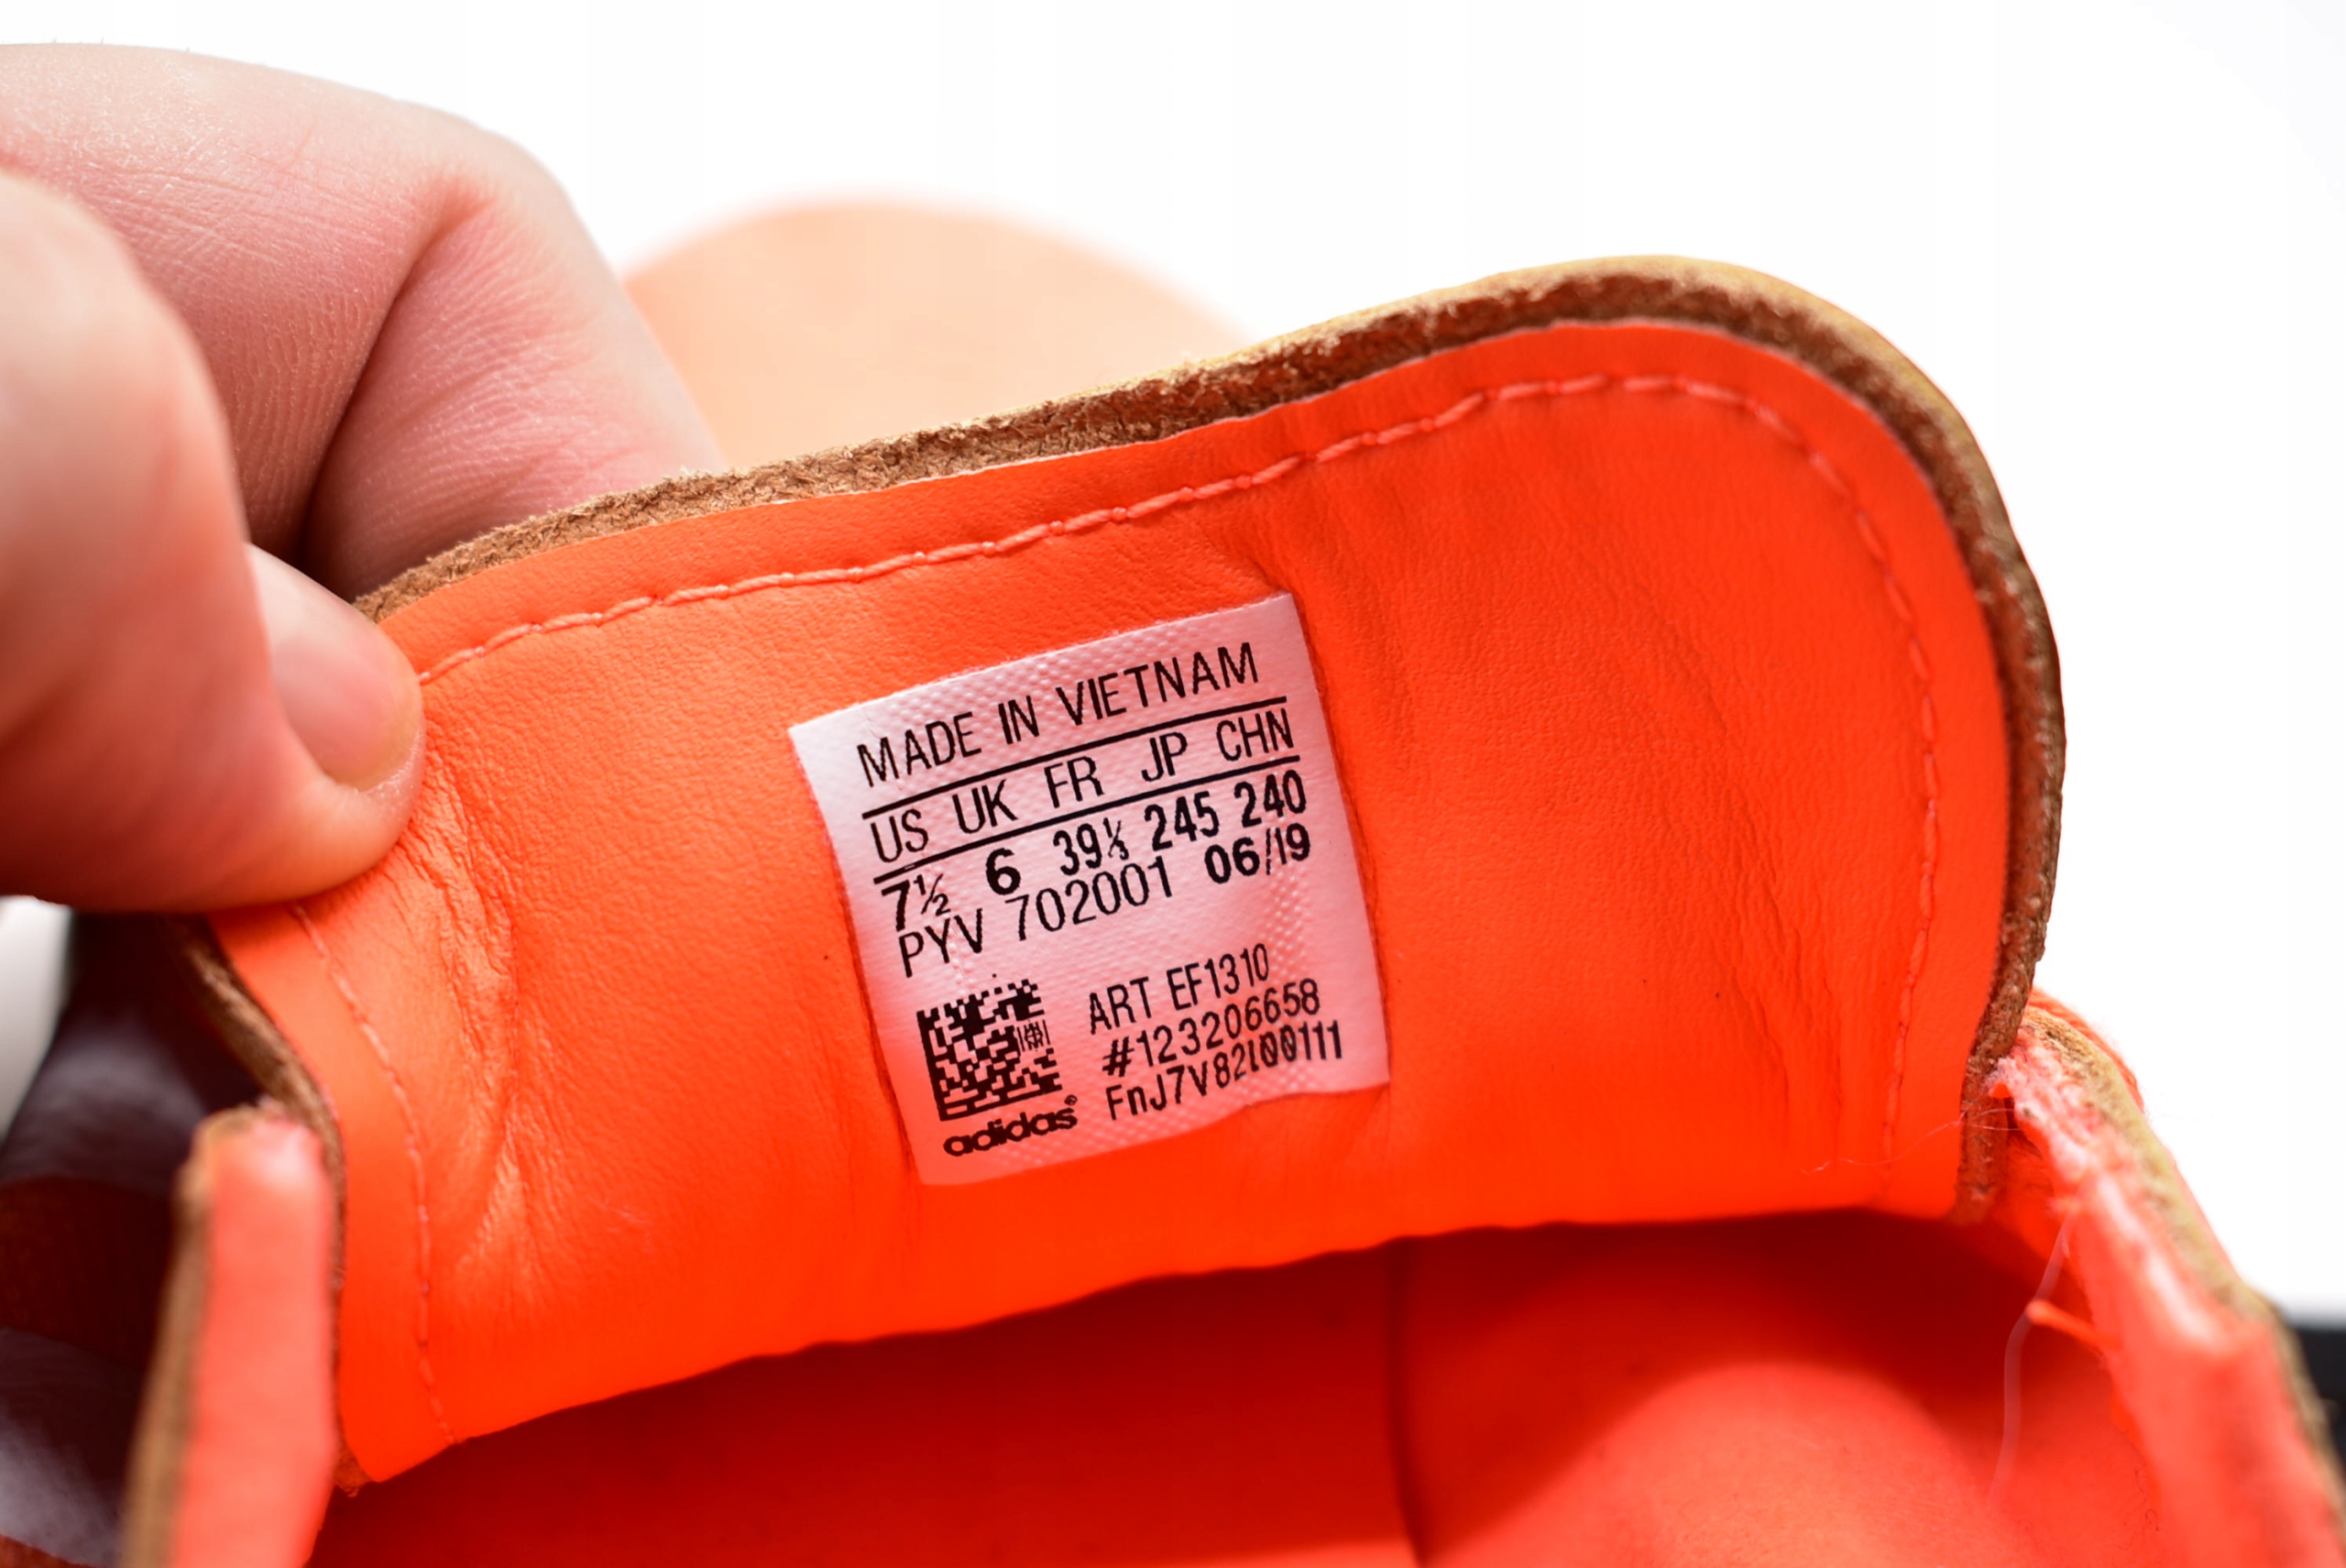 MADE IN VIETNAM
US UK FR JP CHN
7½ 6 39⅓ 245 240
PYV 702001 06/19
ART EF1310
#123206658
adidas®